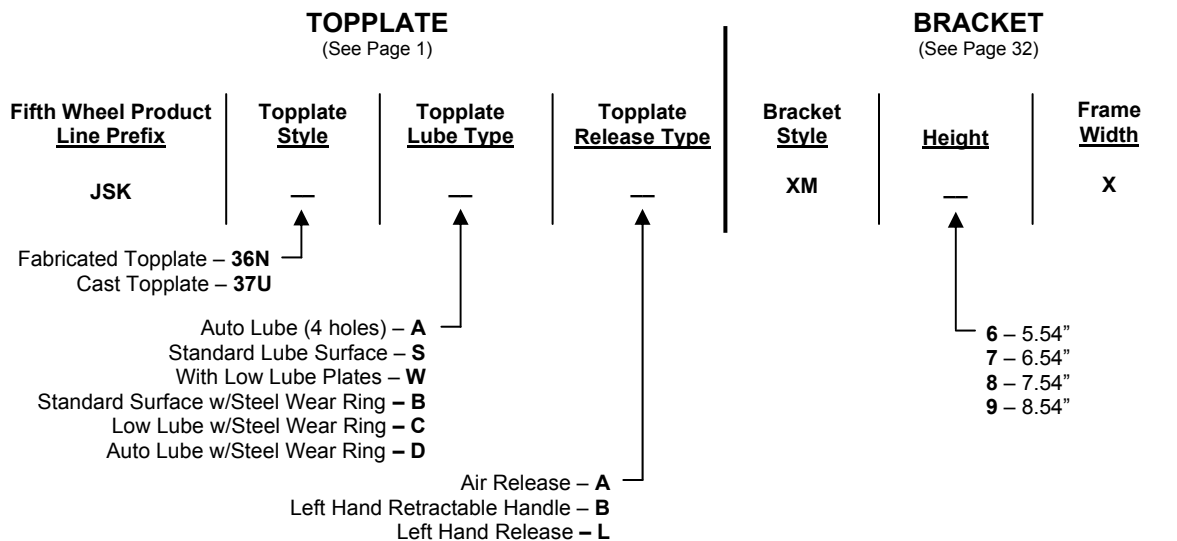 TOPPLATE
(See Page 1)
BRACKET
(See Page 32)
Fifth Wheel Product
Line Prefix
Topplate
Style
Topplate
Lube Type
Topplate
Release Type
Bracket
Style
Height
Frame
Width
JSK
__
__
__
XM
__
X
Fabricated Topplate – 36N
Cast Topplate – 37U
Auto Lube (4 holes) – A
Standard Lube Surface – S
With Low Lube Plates – W
Standard Surface w/Steel Wear Ring – B
Low Lube w/Steel Wear Ring – C
Auto Lube w/Steel Wear Ring – D
6 – 5.54”
7 – 6.54”
8 – 7.54”
9 – 8.54”
Air Release – A
Left Hand Retractable Handle – B
Left Hand Release – L